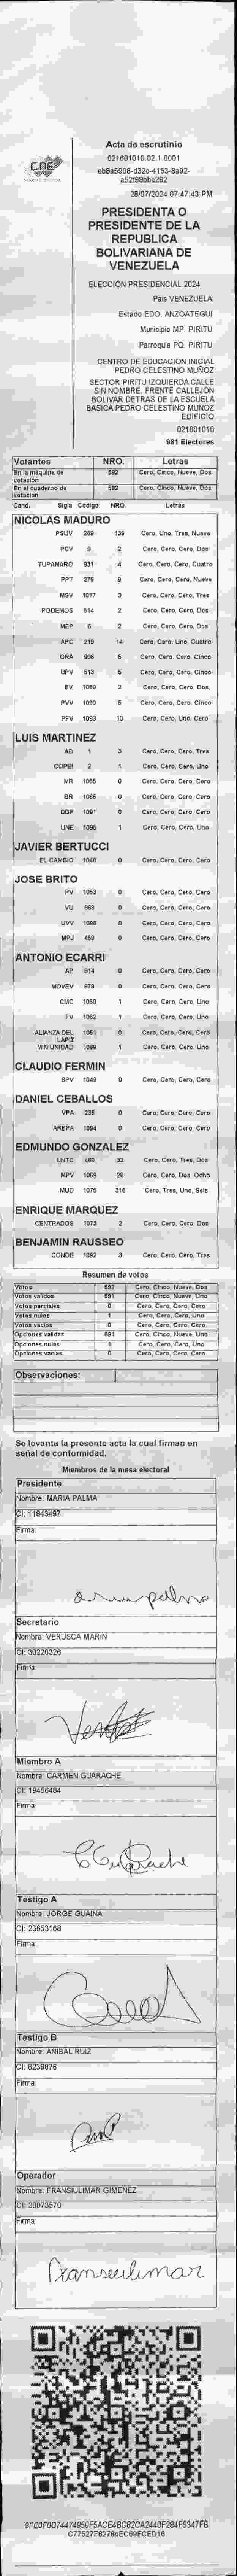 CNE
Acta de escrutinio
021601010.02.1.0001
eb8a5908-d32c-4153-8a92-
a52f98bbc292
28/07/2024 07:47:43 PM
PRESIDENTA O
PRESIDENTE DE LA
REPUBLICA
BOLIVARIANA DE
VENEZUELA
ELECCIÓN PRESIDENCIAL 2024
Pais VENEZUELA
Estado EDO. ANZOATEGUI
Municipio MP. PIRITU
Parroquia PQ. PIRITU
CENTRO DE EDUCACION INICIAL
PEDRO CELESTINO MUÑOZ
SECTOR PIRITU IZQUIERDA CALLE
SIN NOMBRE. FRENTE CALLEJÓN
BOLIVAR DETRAS DE LA ESCUELA
BASICA PEDRO CELESTINO MUNOZ
EDIFICIO
021601010
981 Electores
Votantes NRO. Letras
En la máquina de votación 592 Cero, Cinco, Nueve, Dos
En el cuaderno de votación 592 Cero, Cinco, Nueve, Dos
Cand. Sigla Código NRO. Letras
NICOLAS MADURO
PSUV 269 139 Cero, Uno, Tres, Nueve
PCV 8 2 Cero, Cero, Cero, Dos
TUPAMARO 931 4 Cero, Cero, Cero, Cuatro
PPT 276 9 Cero, Cero, Cero, Nueve
MSV 1017 3 Cero, Cero, Cero, Tres
PODEMOS 514 2 Cero, Cero, Cero, Dos
MEP 6 2 Cero, Cero, Cero, Dos
APC 219 14 Cero, Cero, Uno, Cuatro
ORA 906 5 Cero, Cero, Cero, Cinco
UPV 513 5 Cero, Cero, Cero, Cinco
EV 1089 2 Cero, Cero, Cero, Dos
PVV 1090 5 Cero, Cero, Cero, Cinco
PFV 1093 10 Cero, Cero, Uno, Cero
LUIS MARTINEZ
AD 1 3 Cero, Cero, Cero, Tres
COPEI 2 1 Cero, Cero, Cero, Uno
MR 1055 0 Cero, Cero, Cero, Cero
BR 1066 0 Cero, Cero, Cero, Cero
DDP 1091 0 Cero, Cero, Cero, Cero
UNE 1096 1 Cero, Cero, Cero, Uno
JAVIER BERTUCCI
EL CAMBIO 1048 0 Cero, Cero, Cero, Cero
JOSE BRITO
PV 1053 0 Cero, Cero, Cero, Cero
VU 968 0 Cero, Cero, Cero, Cero
UVV 1098 0 Cero, Cero, Cero, Cero
MPJ 458 0 Cero, Cero, Cero, Cero
ANTONIO ECARRI
AP 814 0 Cero, Cero, Cero, Cero
MOVEV 978 0 Cero, Cero, Cero, Cero
CMC 1060 1 Cero, Cero, Cero, Uno
FV 1062 1 Cero, Cero, Cero, Uno
ALIANZA DEL LAPIZ 1051 0 Cero, Cero, Cero, Cero
MIN UNIDAD 1069 1 Cero, Cero, Cero, Uno
CLAUDIO FERMIN
SPV 1049 0 Cero, Cero, Cero, Cero
DANIEL CEBALLOS
VPA 236 0 Cero, Cero, Cero, Cero
AREPA 1094 0 Cero, Cero, Cero, Cero
EDMUNDO GONZALEZ
UNTC 460 32 Cero, Cero, Tres, Dos
MPV 1069 28 Cero, Cero, Dos, Ocho
MUD 1075 316 Cero, Tres, Uno, Seis
ENRIQUE MARQUEZ
CENTRADOS 1073 2 Cero, Cero, Cero, Dos
BENJAMIN RAUSSEO
CONDE 1092 3 Cero, Cero, Cero, Tres
Resumen de votos
Votos 592 Cero, Cinco, Nueve, Dos
Votos validos 591 Cero, Cinco, Nueve, Uno
Votos parciales 0 Cero, Cero, Cero, Cero
Votos nulos 1 Cero, Cero, Cero, Uno
Votos vacios 0 Cero, Cero, Cero, Cero
Opciones validas 591 Cero, Cinco, Nueve, Uno
Opciones nulas 1 Cero, Cero, Cero, Uno
Opciones vacias 0 Cero, Cero, Cero, Cero
Observaciones:
Se levanta la presente acta la cual firman en
señal de conformidad.
Miembros de la mesa electoral
Presidente
Nombre: MARIA PALMA
CI: 11843497
Firma:
Secretario
Nombre: VERUSCA MARIN
CI: 30220326
Firma:
Miembro A
Nombre: CARMEN GUARACHE
CI: 19456484
Firma:
Testigo A
Nombre: JORGE GUAINA
CI: 23653168
Firma:
Testigo B
Nombre: ANIBAL RUIZ
CI: 8238876
Firma:
Operador
Nombre: FRANSIULIMAR GIMENEZ
CI: 20073570
Firma: